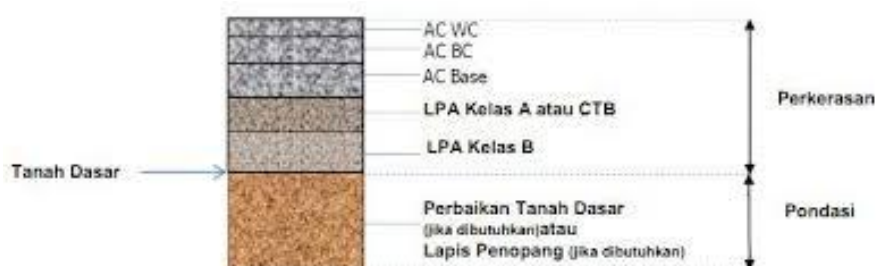 AC WC
AC BC
AC Base
LPA Kelas A atau CTB
LPA Kelas B
Perkerasan
Tanah Dasar
Perbaikan Tanah Dasar
(jika dibutuhkan)atau
Lapis Penopang (jika dibutuhkan)
Pondasi